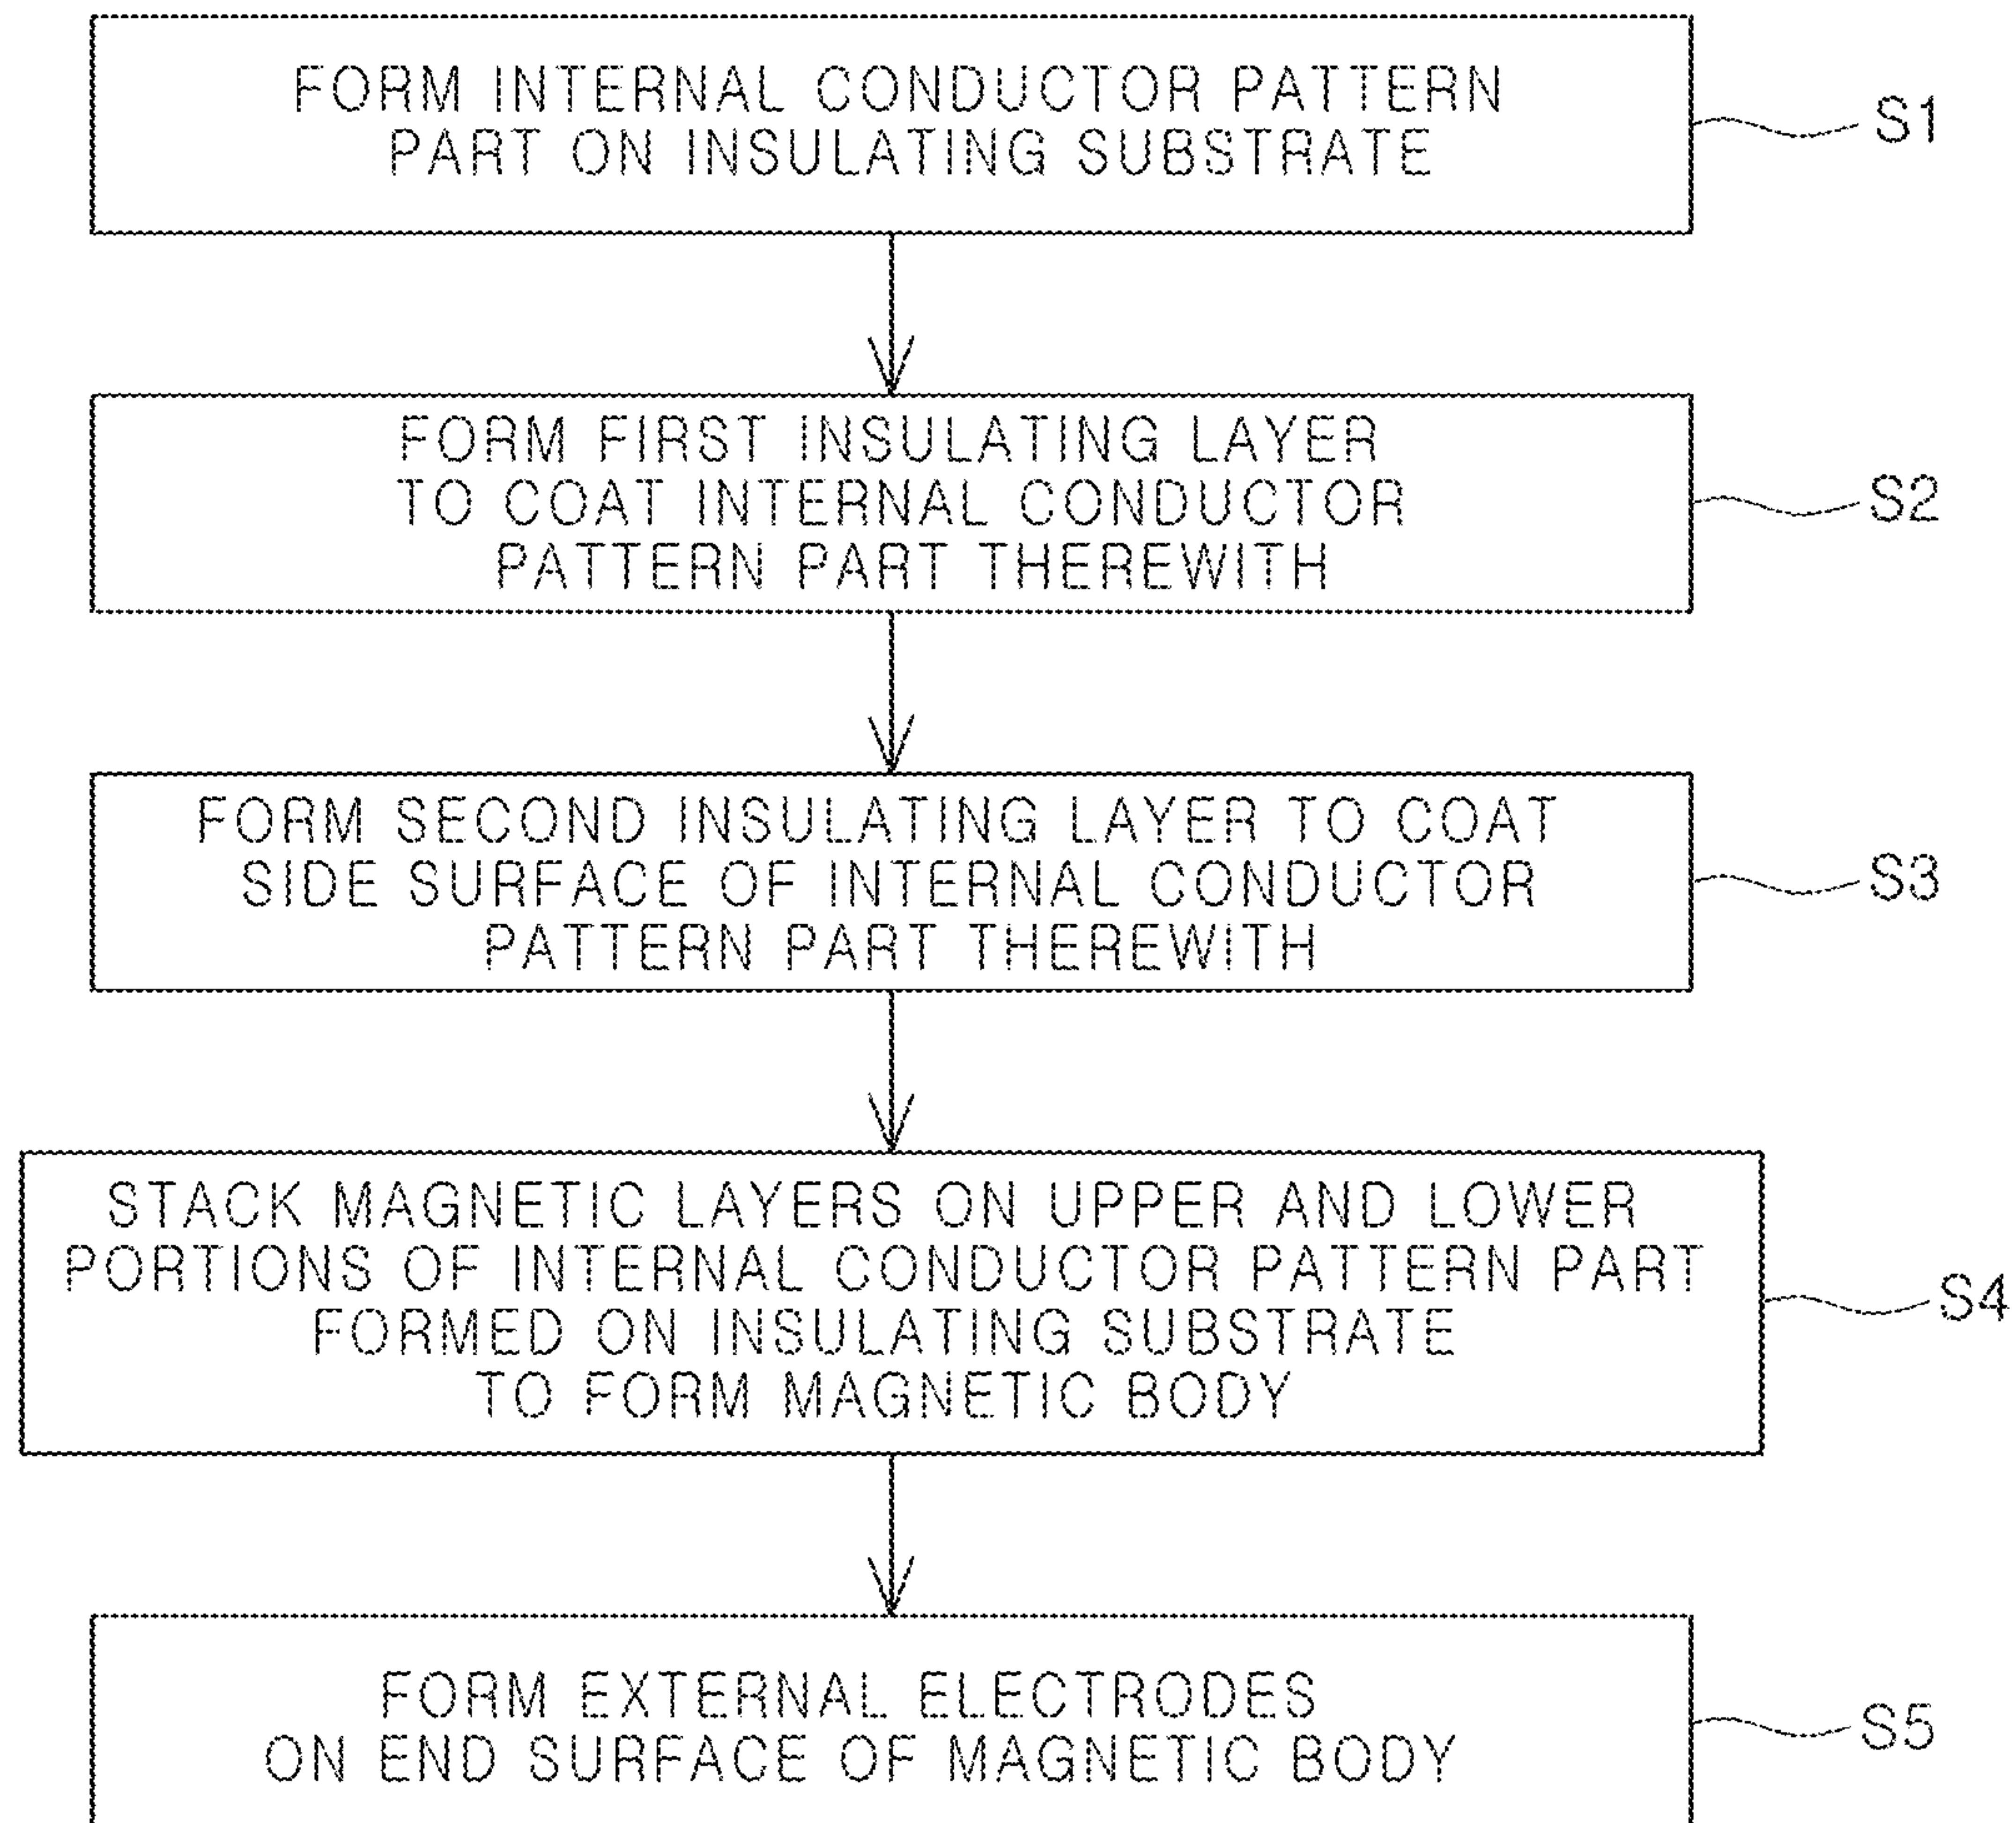 FORM INTERNAL CONDUCTOR PATTERN
PART ON INSULATING SUBSTRATE
S1
FORM FIRST INSULATING LAYER
TO COAT INTERNAL CONDUCTOR
PATTERN PART THEREWITH
S2
FORM SECOND INSULATING LAYER TO COAT
SIDE SURFACE OF INTERNAL CONDUCTOR
PATTERN PART THEREWITH
S3
STACK MAGNETIC LAYERS ON UPPER AND LOWER
PORTIONS OF INTERNAL CONDUCTOR PATTERN PART
FORMED ON INSULATING SUBSTRATE
TO FORM MAGNETIC BODY
S4
FORM EXTERNAL ELECTRODES
ON END SURFACE OF MAGNETIC BODY
S5